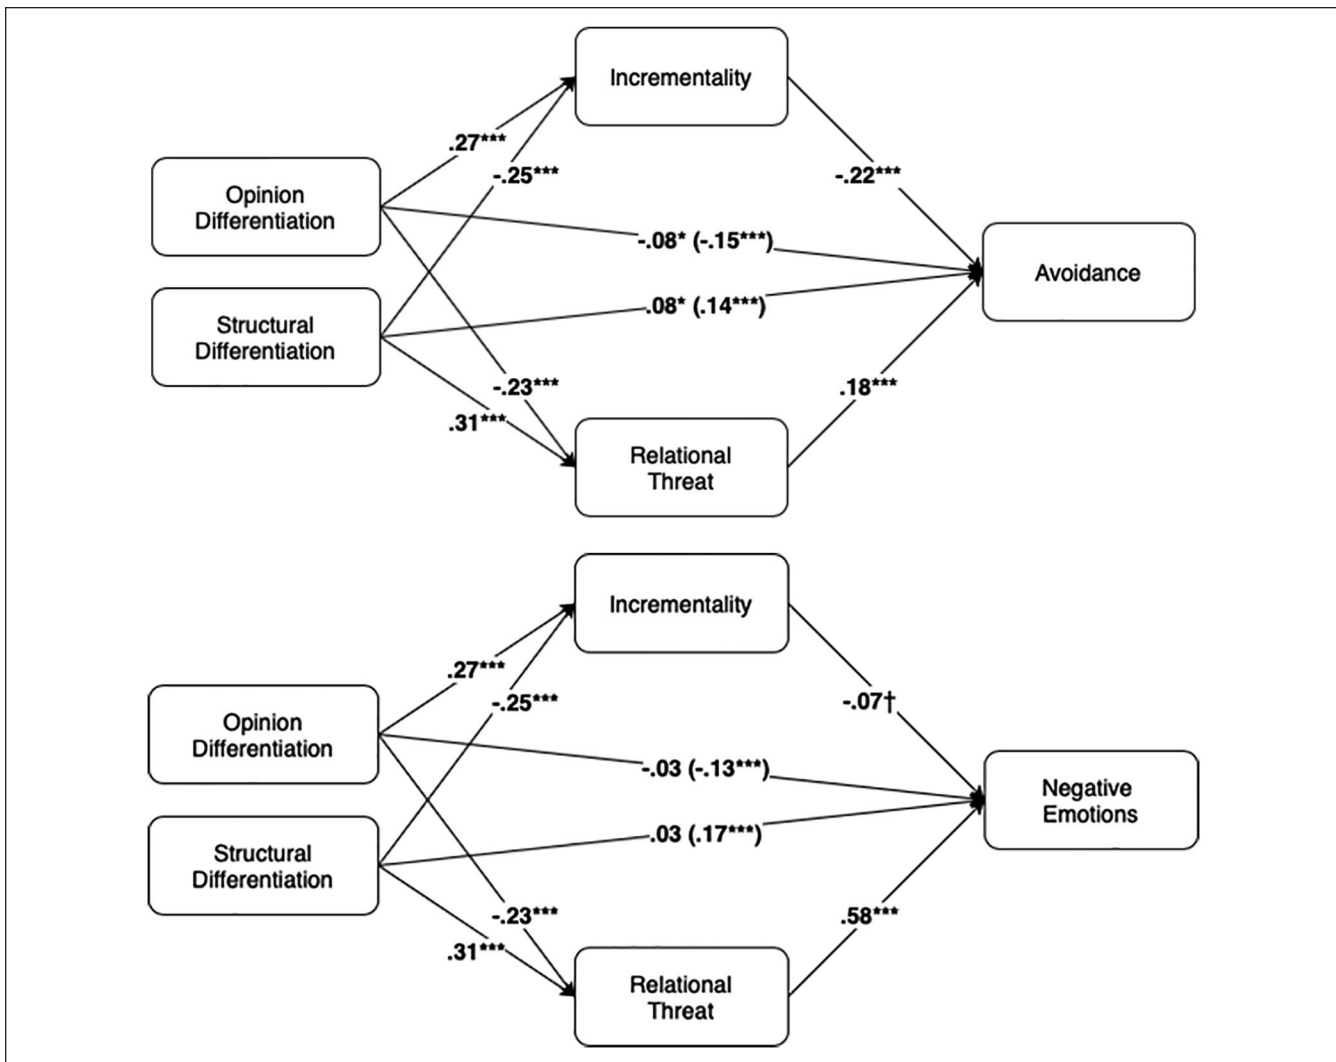 Incrementality
.27***
-.25***
-.22***
Opinion
Differentiation
-.08* (-.15***)
Avoidance
Structural
Differentiation
.08* (.14***)
-.23***
.18***
.31***
Relational
Threat
Incrementality
.27***
-.25***
-.07†
Opinion
Differentiation
-.03 (-.13***)
Negative
Emotions
Structural
Differentiation
.03 (.17***)
-.23***
.58***
.31***
Relational
Threat